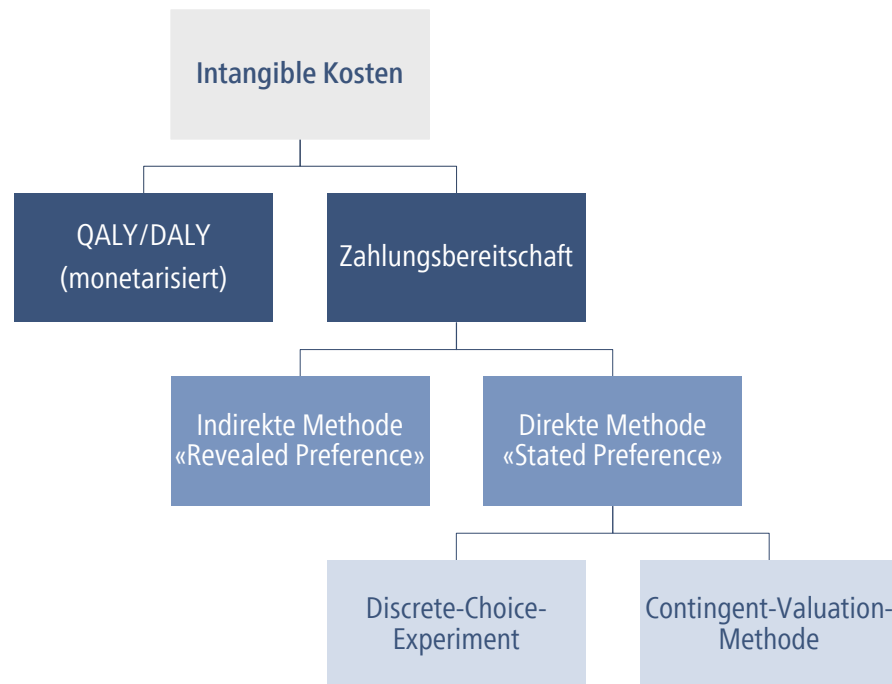 Intangible Kosten
QALY/DALY
(monetarisiert)
Zahlungsbereitschaft
Indirekte Methode
«Revealed Preference»
Direkte Methode
«Stated Preference»
Discrete-Choice-
Experiment
Contingent-Valuation-
Methode